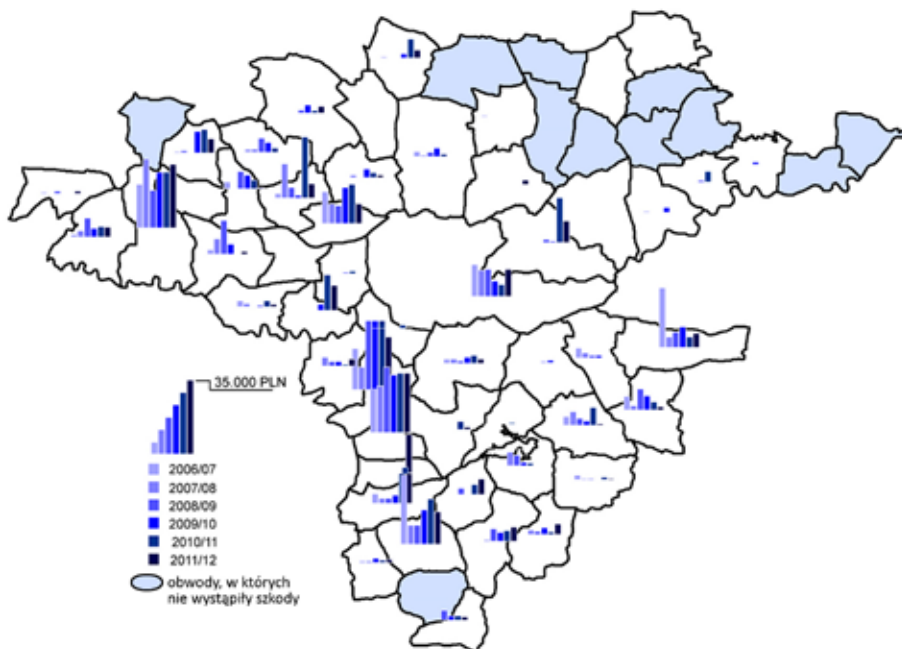 35.000 PLN
2006/07
2007/08
2008/09
2009/10
2010/11
2011/12
obwody, w których
nie wystąpiły szkody